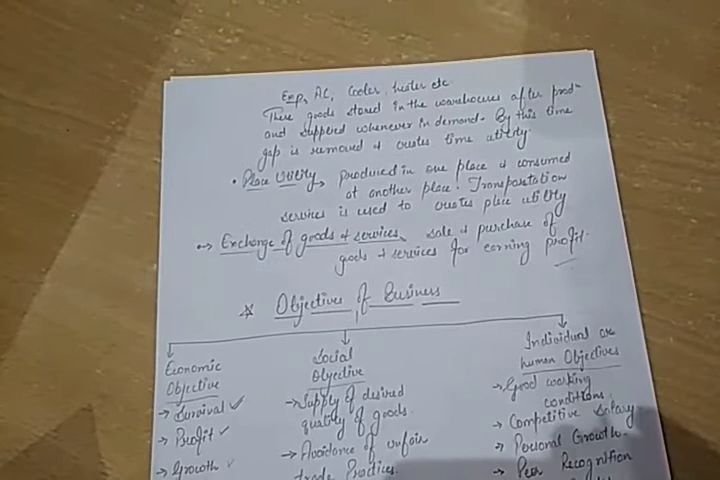 Exp, AC, Cooler, heater etc
These goods stored in the warehouses after prodⁿ
and supplied whenever in demand. By this time
gap is removed & creates time utility.
• Place Utility → produced in one place & consumed
at another place. Transportation
services is used to creates place utility
→ Exchange of goods & services, sale & purchase of
goods & services for earning profit.
☆ Objectives of Business
Economic
Objective
→ Survival ✓
→ Profit ✓
→ Growth ✓
Social
Objective
→ Supply of desired
quality of goods.
→ Avoidance of unfair
trade Practices.
Individual or
human Objectives
→ Good working
conditions.
→ Competitive Salary
→ Personal Growth.
→ Peer Recognition